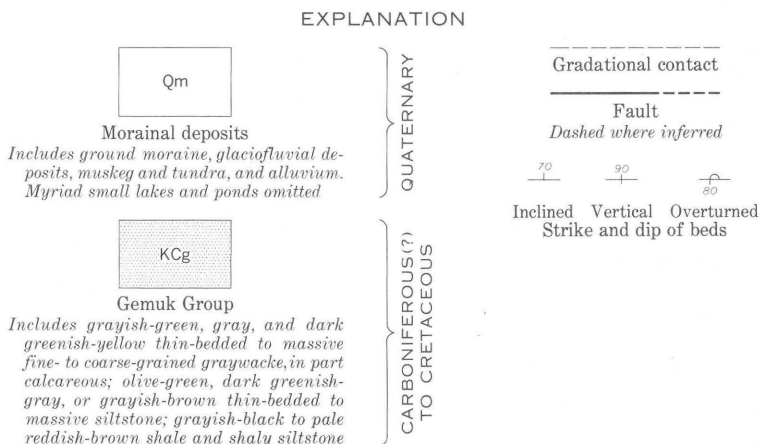 EXPLANATION
Qm
Morainal deposits
Includes ground moraine, glaciofluvial de-
posits, muskeg and tundra, and alluvium.
Myriad small lakes and ponds omitted
QUATERNARY
KCg
Gemuk Group
Includes grayish-green, gray, and dark
greenish-yellow thin-bedded to massive
fine- to coarse-grained graywacke, in part
calcareous; olive-green, dark greenish-
gray, or grayish-brown thin-bedded to
massive siltstone; grayish-black to pale
reddish-brown shale and shaly siltstone
CARBONIFEROUS(?)
TO CRETACEOUS
Gradational contact
Fault
Dashed where inferred
70 90 80
Inclined Vertical Overturned
Strike and dip of beds